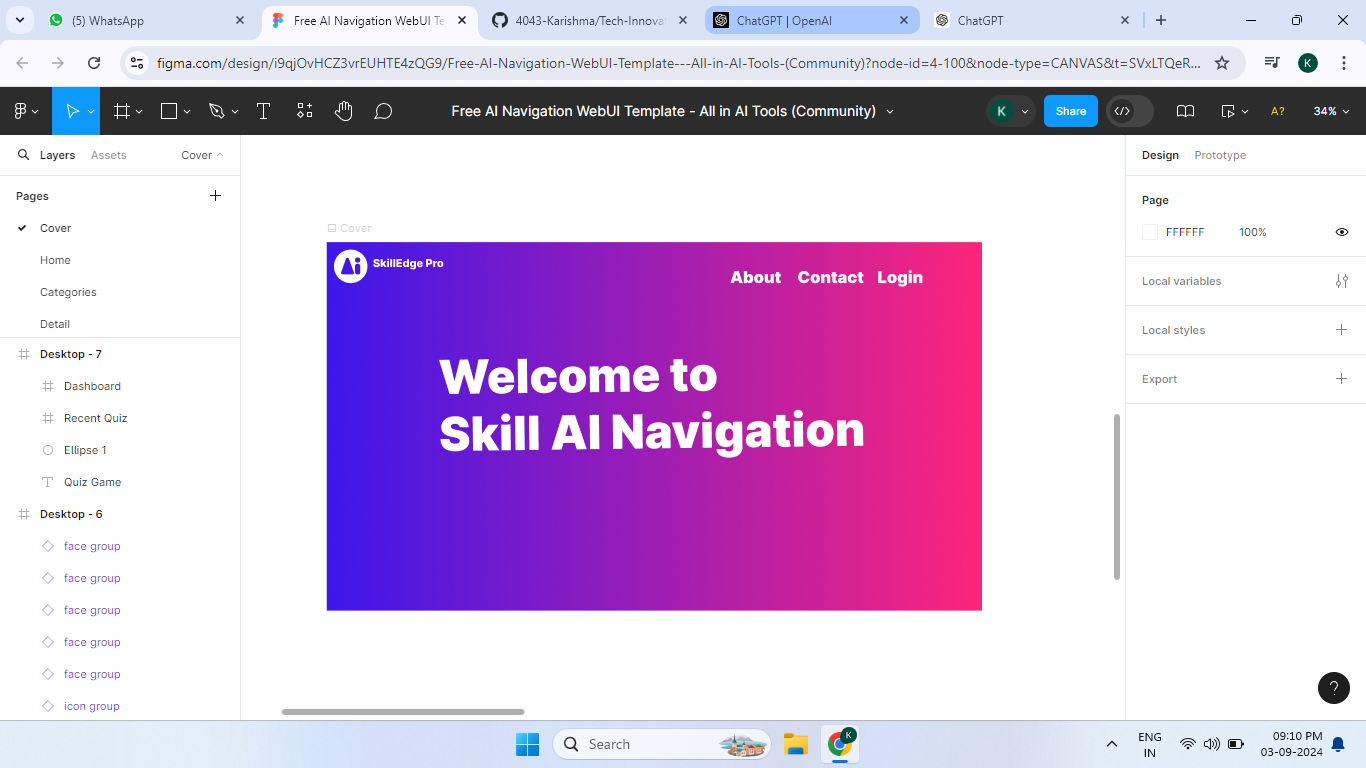 (5) WhatsApp
Free AI Navigation WebUI Te
4043-Karishma/Tech-Innova
ChatGPT | OpenAI
ChatGPT
figma.com/design/i9qjOvHCZ3vrEUHTE4zQG9/Free-AI-Navigation-WebUI-Template---All-in-AI-Tools-(Community)?node-id=4-100&node-type=CANVAS&t=SVxLTQeR...
K
Free AI Navigation WebUI Template - All in AI Tools (Community)
K
Share
A?
34%
Layers
Assets
Cover
Design
Prototype
Pages
Cover
Home
Categories
Detail
Desktop - 7
Dashboard
Recent Quiz
Ellipse 1
Quiz Game
Desktop - 6
face group
face group
face group
face group
face group
icon group
Cover
Ai
SkillEdge Pro
About
Contact
Login
Welcome to
Skill AI Navigation
Page
FFFFFF
100%
Local variables
Local styles
Export
?
Search
K
ENG
IN
09:10 PM
03-09-2024